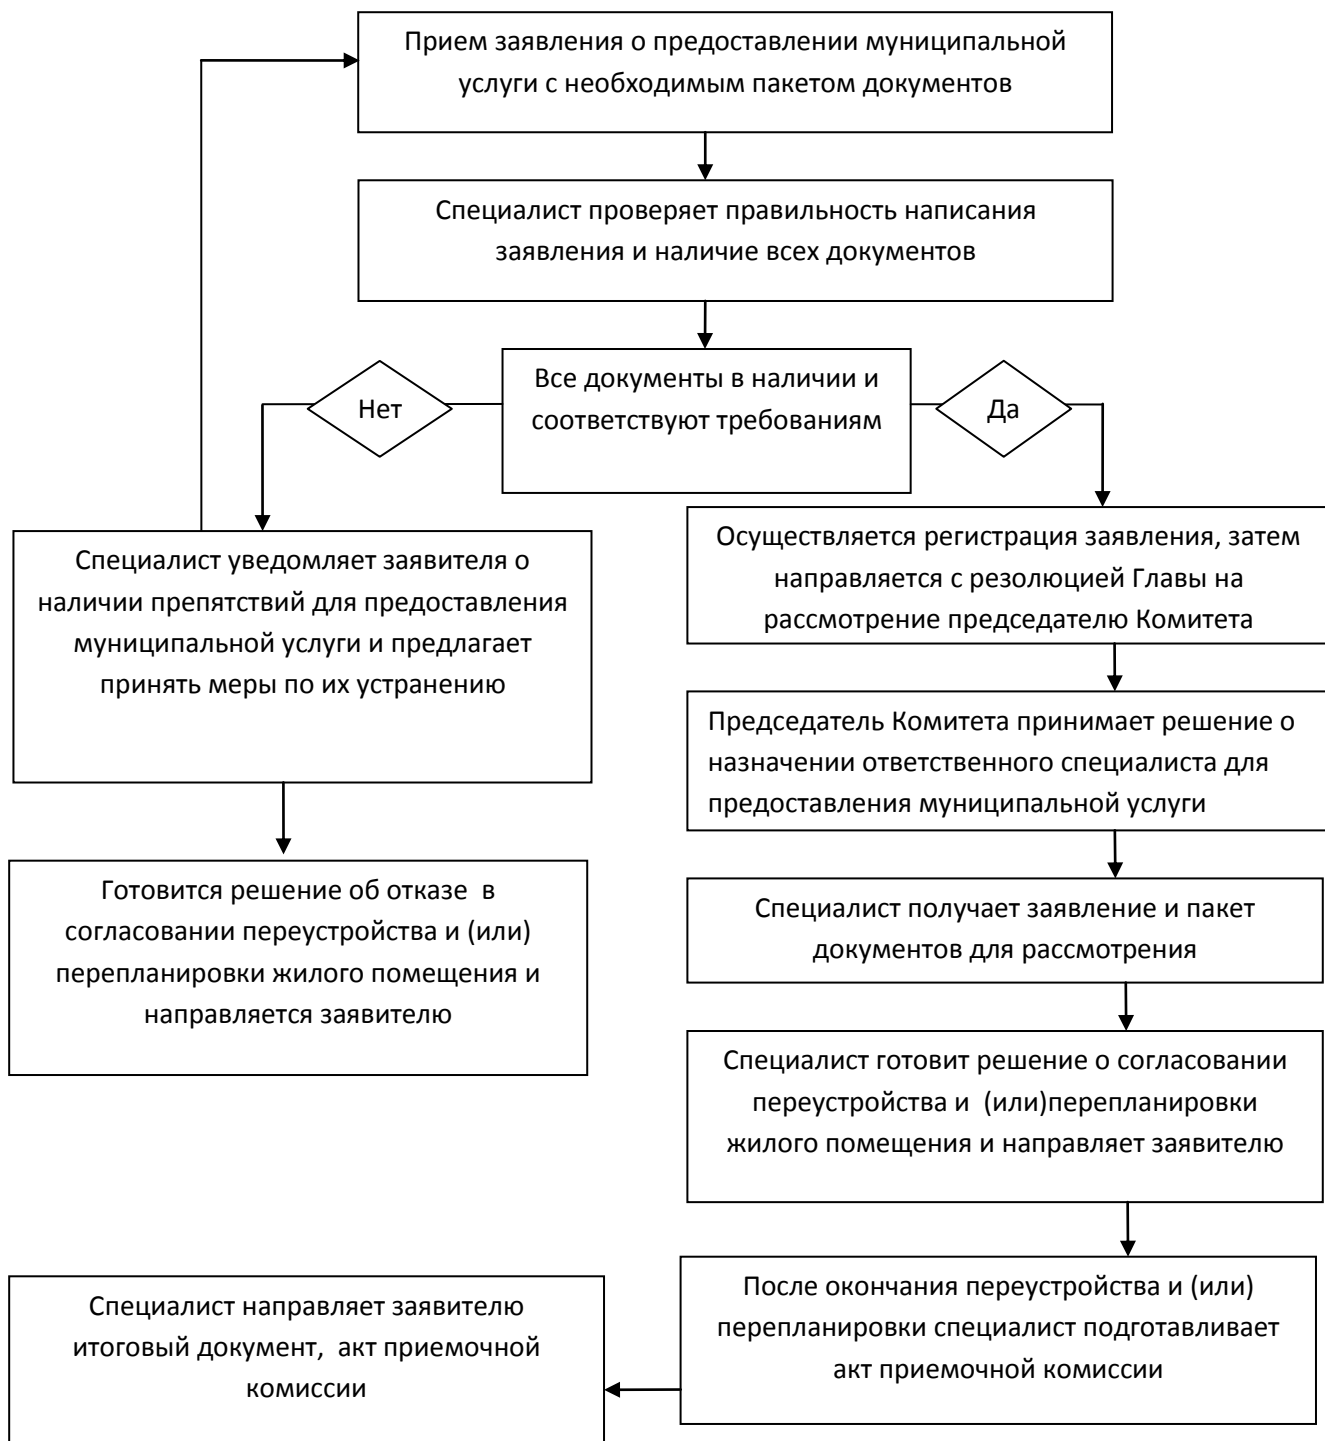 Прием заявления о предоставлении муниципальной
услуги с необходимым пакетом документов
Специалист проверяет правильность написания
заявления и наличие всех документов
Все документы в наличии и
соответствуют требованиям
Нет
Да
Специалист уведомляет заявителя о
наличии препятствий для предоставления
муниципальной услуги и предлагает
принять меры по их устранению
Готовится решение об отказе в
согласовании переустройства и (или)
перепланировки жилого помещения и
направляется заявителю
Осуществляется регистрация заявления, затем
направляется с резолюцией Главы на
рассмотрение председателю Комитета
Председатель Комитета принимает решение о
назначении ответственного специалиста для
предоставления муниципальной услуги
Специалист получает заявление и пакет
документов для рассмотрения
Специалист готовит решение о согласовании
переустройства и (или)перепланировки
жилого помещения и направляет заявителю
После окончания переустройства и (или)
перепланировки специалист подготавливает
акт приемочной комиссии
Специалист направляет заявителю
итоговый документ, акт приемочной
комиссии